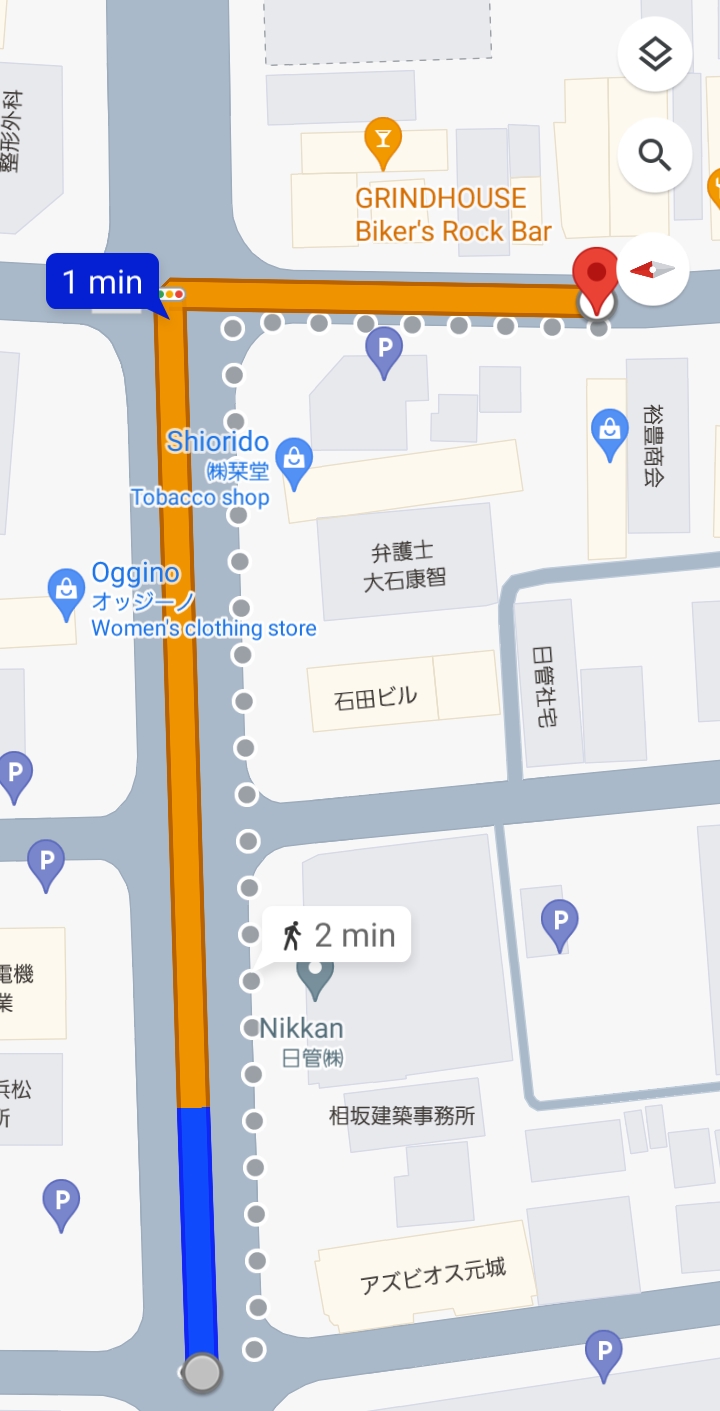 整形外科
GRINDHOUSE
Biker's Rock Bar
1 min
P
Shiorido
㈱栞堂
Tobacco shop
裕豊商会
弁護士
大石康智
Oggino
オッジーノ
Women's clothing store
石田ビル
日管社宅
P
P
P
2 min
電機
業
Nikkan
日管㈱
浜松
所
相坂建築事務所
P
アズビオス元城
P